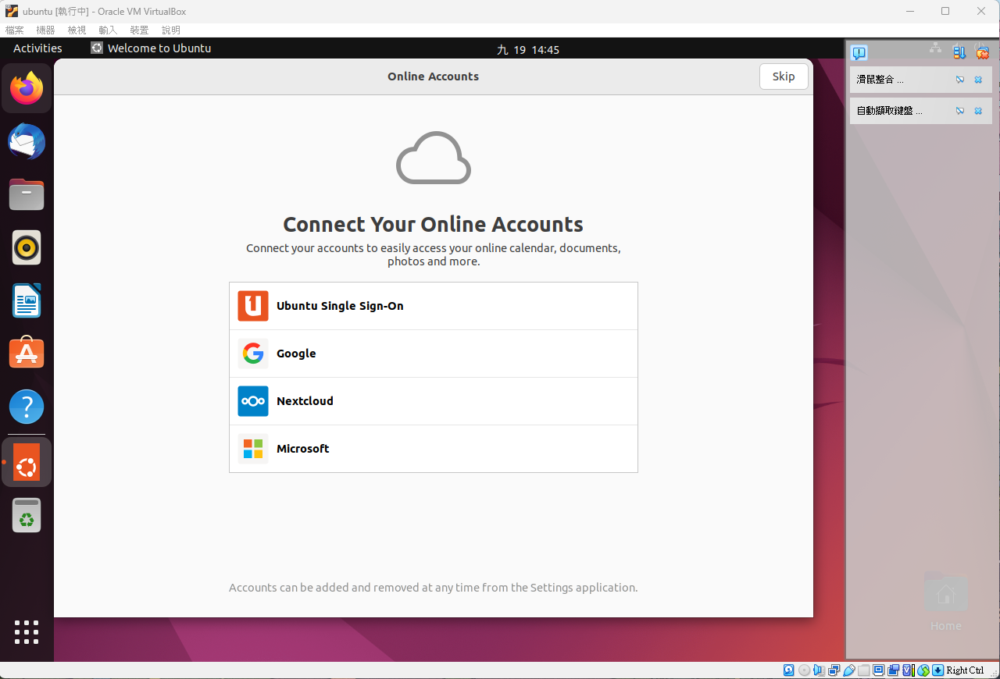 ubuntu [執行中] - Oracle VM VirtualBox
檔案 機器 檢視 輸入 裝置 說明
Activities Welcome to Ubuntu 九 19 14:45
Online Accounts Skip
滑鼠整合 ...
自動擷取鍵盤 ...
Connect Your Online Accounts
Connect your accounts to easily access your online calendar, documents,
photos and more.
Ubuntu Single Sign-On
Google
Nextcloud
Microsoft
Accounts can be added and removed at any time from the Settings application.
Home
Right Ctrl